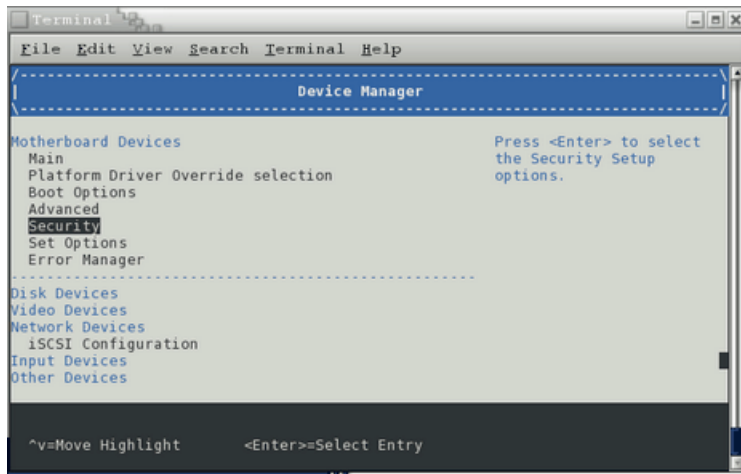 Terminal
File Edit View Search Terminal Help
/---------------------------------------------------------------------------\
| Device Manager |
\---------------------------------------------------------------------------/
Motherboard Devices
Main
Platform Driver Override selection
Boot Options
Advanced
Security
Set Options
Error Manager
--------------------------------------------------------
Disk Devices
Video Devices
Network Devices
iSCSI Configuration
Input Devices
Other Devices
Press <Enter> to select
the Security Setup
options.
^v=Move Highlight <Enter>=Select Entry